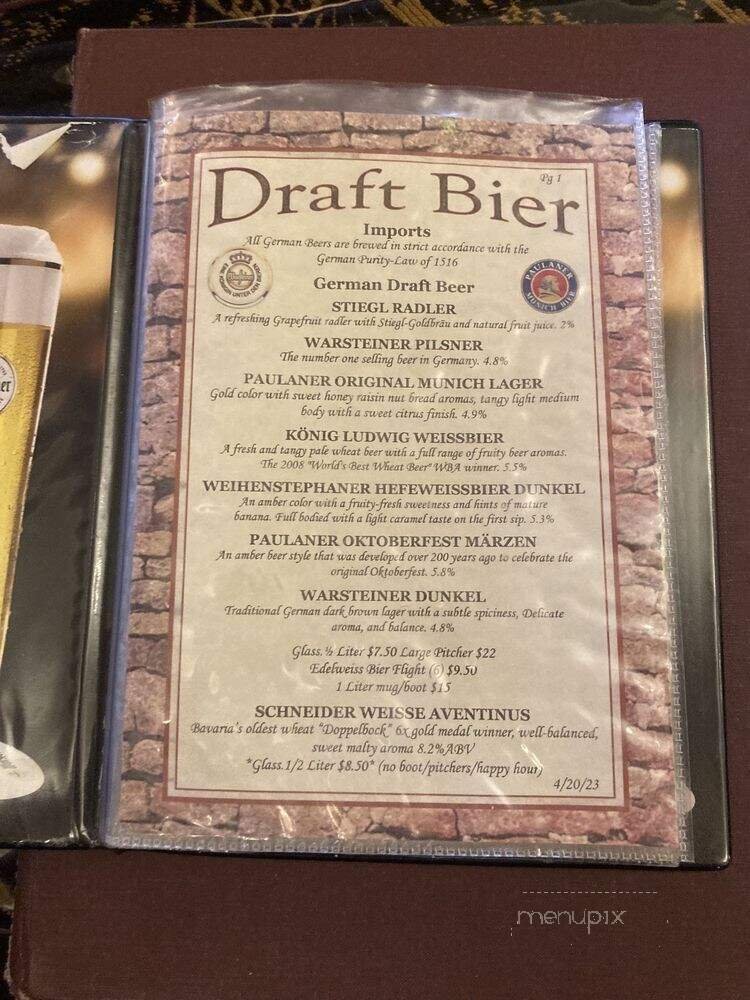 Draft Bier
Pg 1
Imports
All German Beers are brewed in strict accordance with the
German Purity-Law of 1516
PAULANER
MUNICH BIER
German Draft Beer
STIEGL RADLER
A refreshing Grapefruit radler with Stiegl-Goldbräu and natural fruit juice. 2%
WARSTEINER PILSNER
The number one selling beer in Germany. 4.8%
PAULANER ORIGINAL MUNICH LAGER
Gold color with sweet honey raisin nut bread aromas, tangy light medium
body with a sweet citrus finish. 4.9%
KÖNIG LUDWIG WEISSBIER
A fresh and tangy pale wheat beer with a full range of fruity beer aromas.
The 2008 "World's Best Wheat Beer" WBA winner. 5.5%
WEIHENSTEPHANER HEFEWEISSBIER DUNKEL
An amber color with a fruity-fresh sweetness and hints of mature
banana. Full bodied with a light caramel taste on the first sip. 5.3%
PAULANER OKTOBERFEST MÄRZEN
An amber beer style that was developed over 200 years ago to celebrate the
original Oktoberfest. 5.8%
WARSTEINER DUNKEL
Traditional German dark brown lager with a subtle spiciness, Delicate
aroma, and balance. 4.8%
Glass. ½ Liter $7.50 Large Pitcher $22
Edelweiss Bier Flight (6) $9.50
1 Liter mug/boot $15
SCHNEIDER WEISSE AVENTINUS
Bavaria's oldest wheat "Doppelbock" 6x gold medal winner, well-balanced,
sweet malty aroma 8.2%ABV
*Glass.1/2 Liter $8.50* (no boot/pitchers/happy hour)
4/20/23
menupix